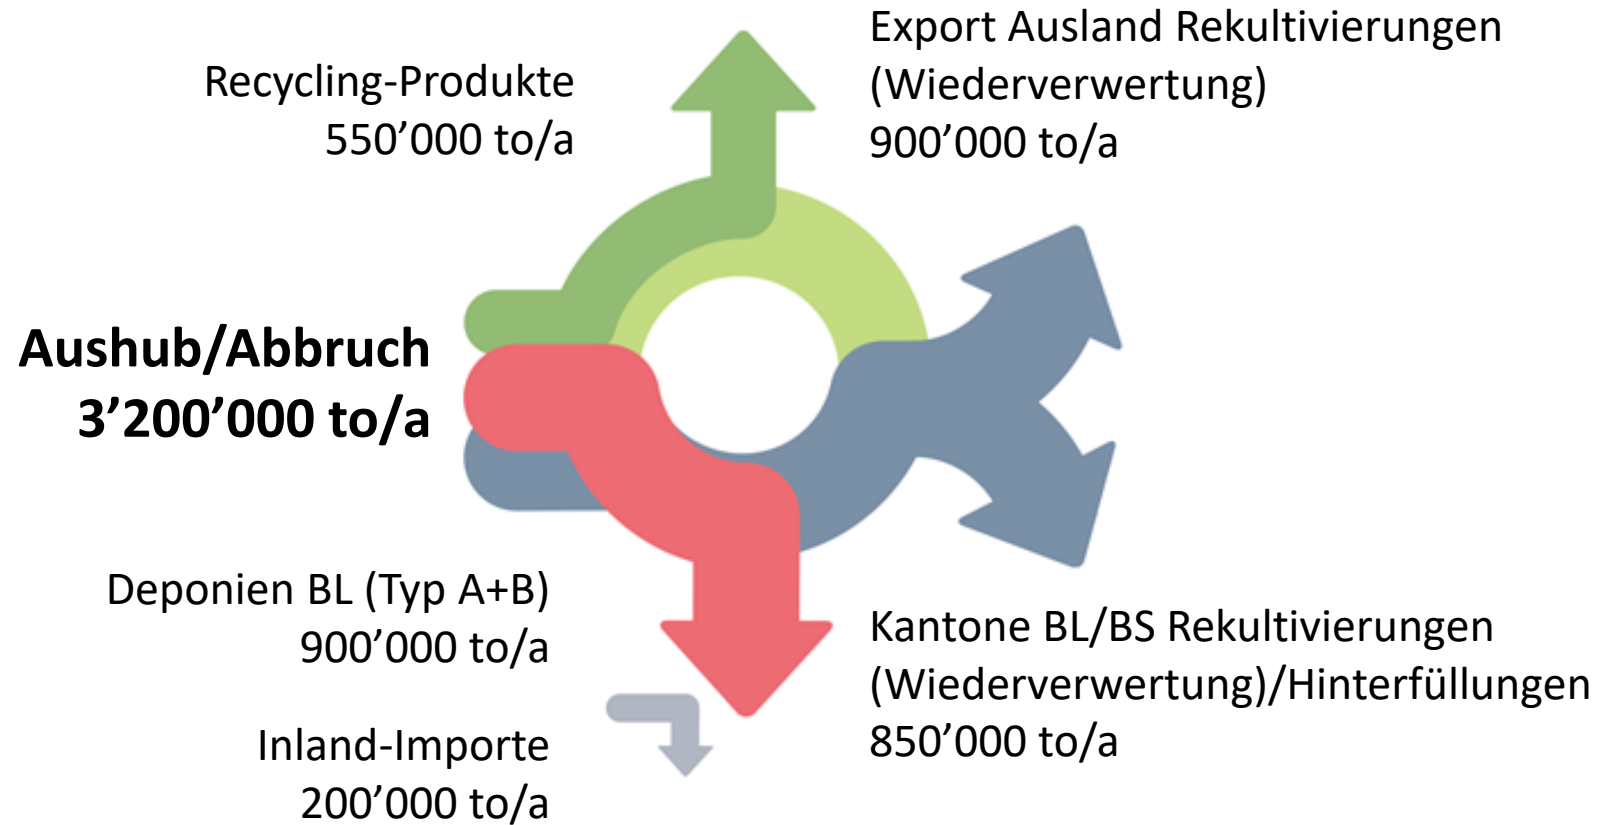 Recycling-Produkte
550’000 to/a
Export Ausland Rekultivierungen
(Wiederverwertung)
900’000 to/a
Aushub/Abbruch
3’200’000 to/a
Deponien BL (Typ A+B)
900’000 to/a
Inland-Importe
200’000 to/a
Kantone BL/BS Rekultivierungen
(Wiederverwertung)/Hinterfüllungen
850’000 to/a